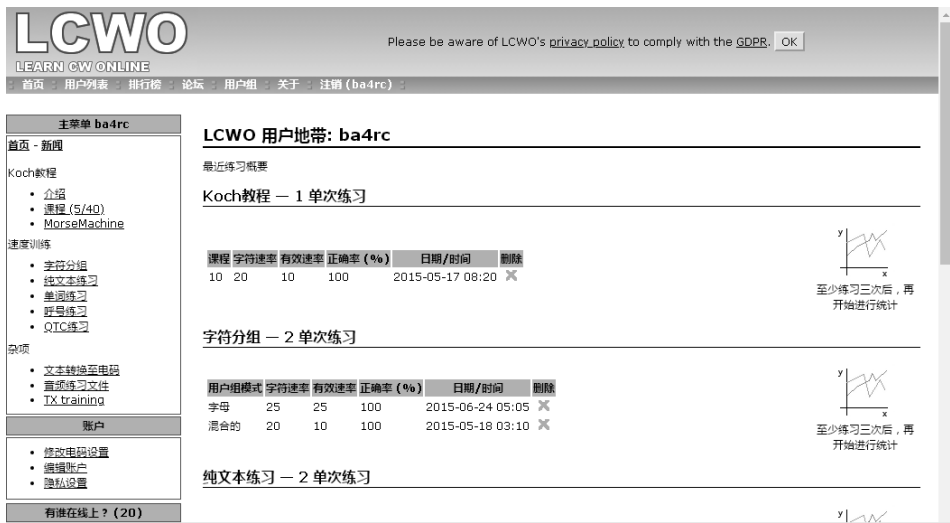 LCWO
LEARN CW ONLINE
Please be aware of LCWO's privacy policy to comply with the GDPR. OK
首页 用户列表 排行榜 论坛 用户组 关于 注销 (ba4rc)
主菜单 ba4rc
首页 - 新闻
Koch教程
• 介绍
• 课程 (5/40)
• MorseMachine
速度训练
• 字符分组
• 纯文本练习
• 单词练习
• 呼号练习
• QTC练习
杂项
• 文本转换至电码
• 音频练习文件
• TX training
账户
• 修改电码设置
• 编辑账户
• 隐私设置
有谁在线上？(20)
LCWO 用户地带: ba4rc
最近练习概要
Koch教程 — 1 单次练习
课程 字符速率 有效速率 正确率 (%) 日期/时间 删除
10 20 10 100 2015-05-17 08:20
y
x
至少练习三次后，再
开始进行统计
字符分组 — 2 单次练习
用户组模式 字符速率 有效速率 正确率 (%) 日期/时间 删除
字母 25 25 100 2015-06-24 05:05
混合的 20 10 100 2015-05-18 03:10
y
x
至少练习三次后，再
开始进行统计
纯文本练习 — 2 单次练习
y